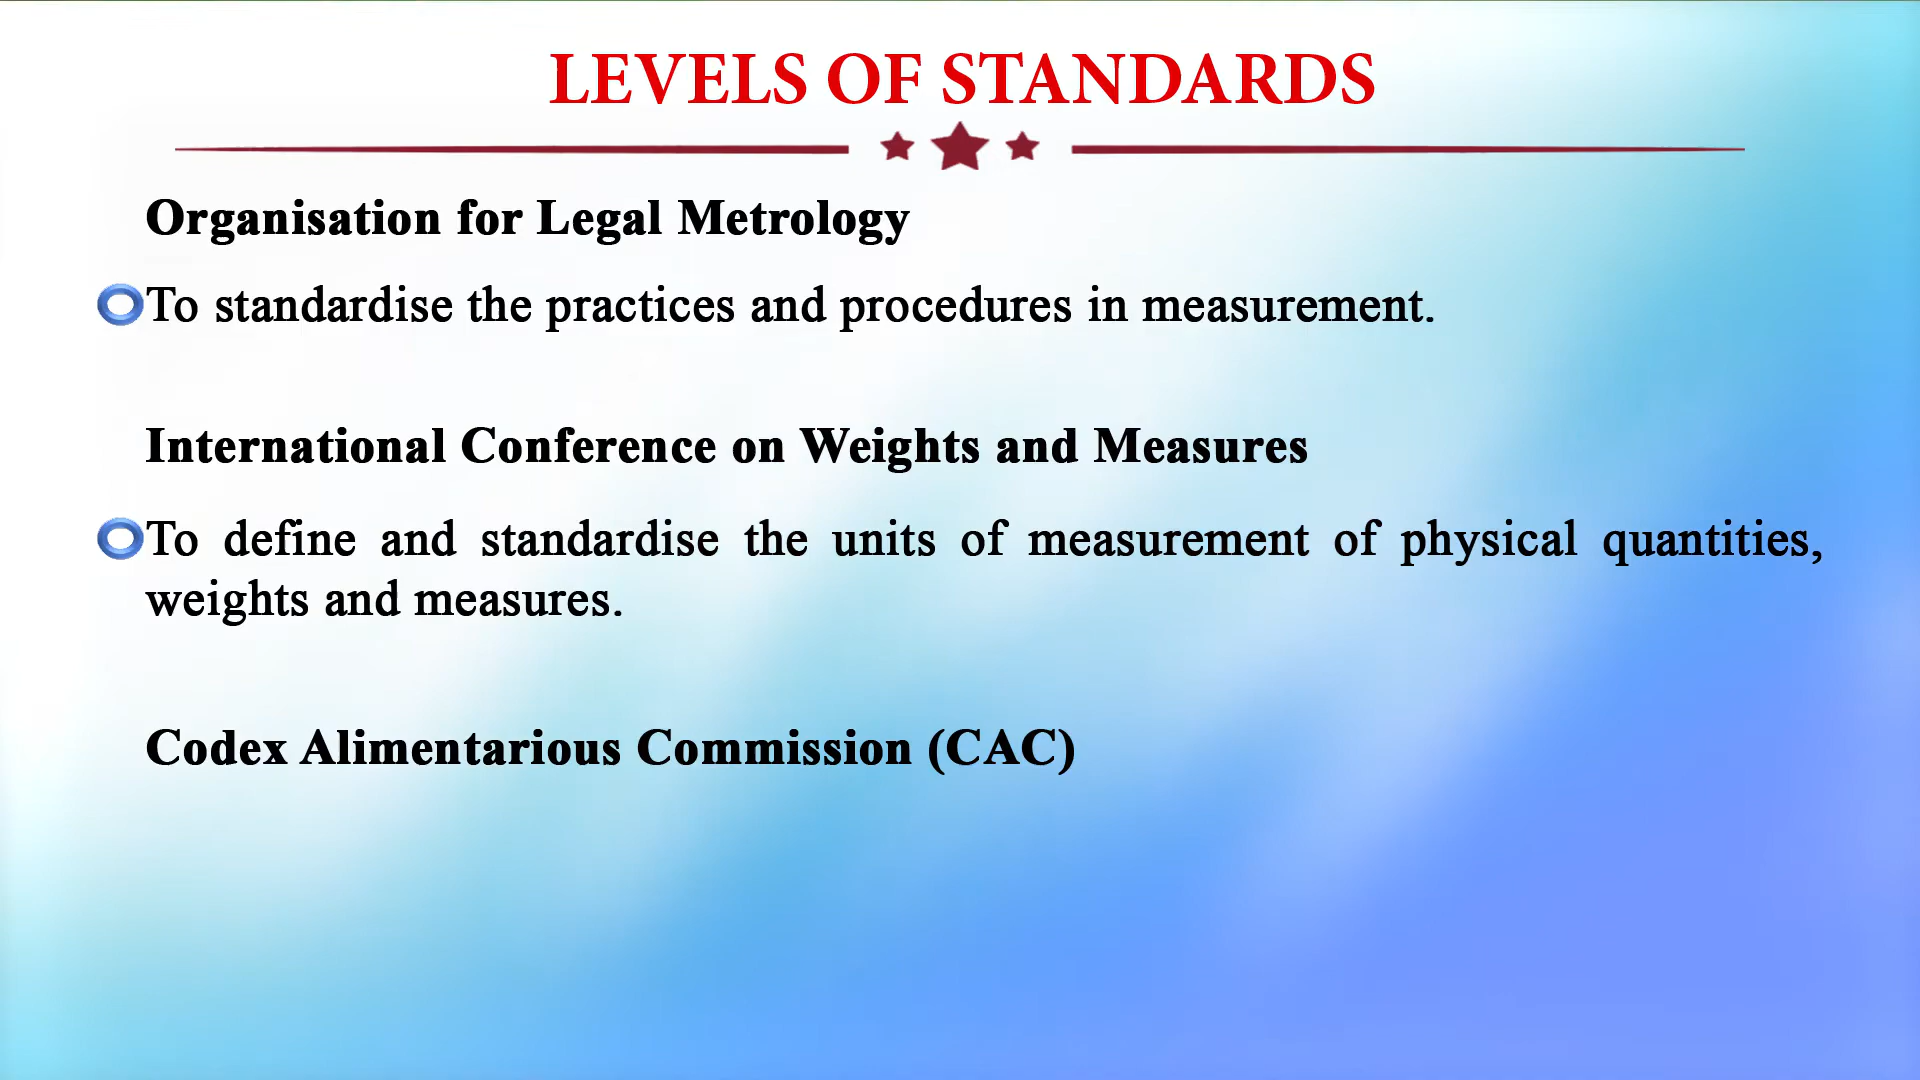 LEVELS OF STANDARDS
Organisation for Legal Metrology
To standardise the practices and procedures in measurement.
International Conference on Weights and Measures
To define and standardise the units of measurement of physical quantities,
weights and measures.
Codex Alimentarious Commission (CAC)